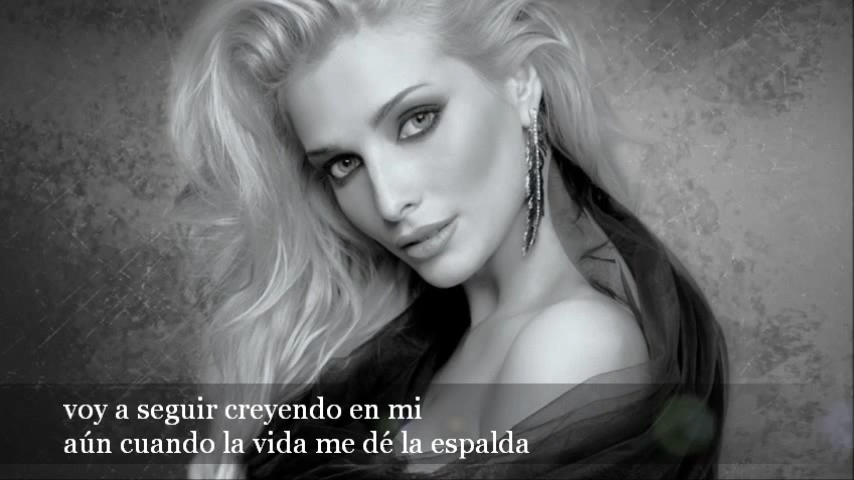 voy a seguir creyendo en mi
aún cuando la vida me dé la espalda